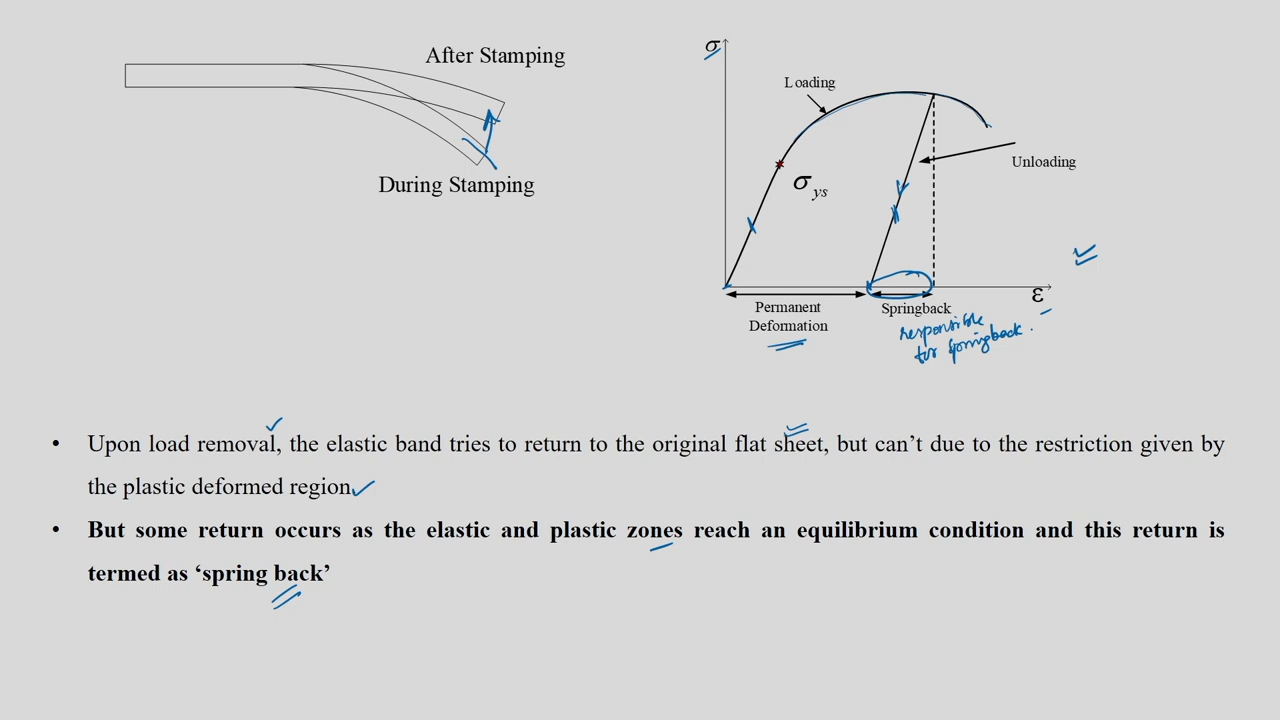 After Stamping
During Stamping
σ
Loading
σys
Unloading
ε
Permanent
Deformation
Springback
responsible
for springback.
• Upon load removal, the elastic band tries to return to the original flat sheet, but can’t due to the restriction given by
the plastic deformed region
• But some return occurs as the elastic and plastic zones reach an equilibrium condition and this return is
termed as ‘spring back’